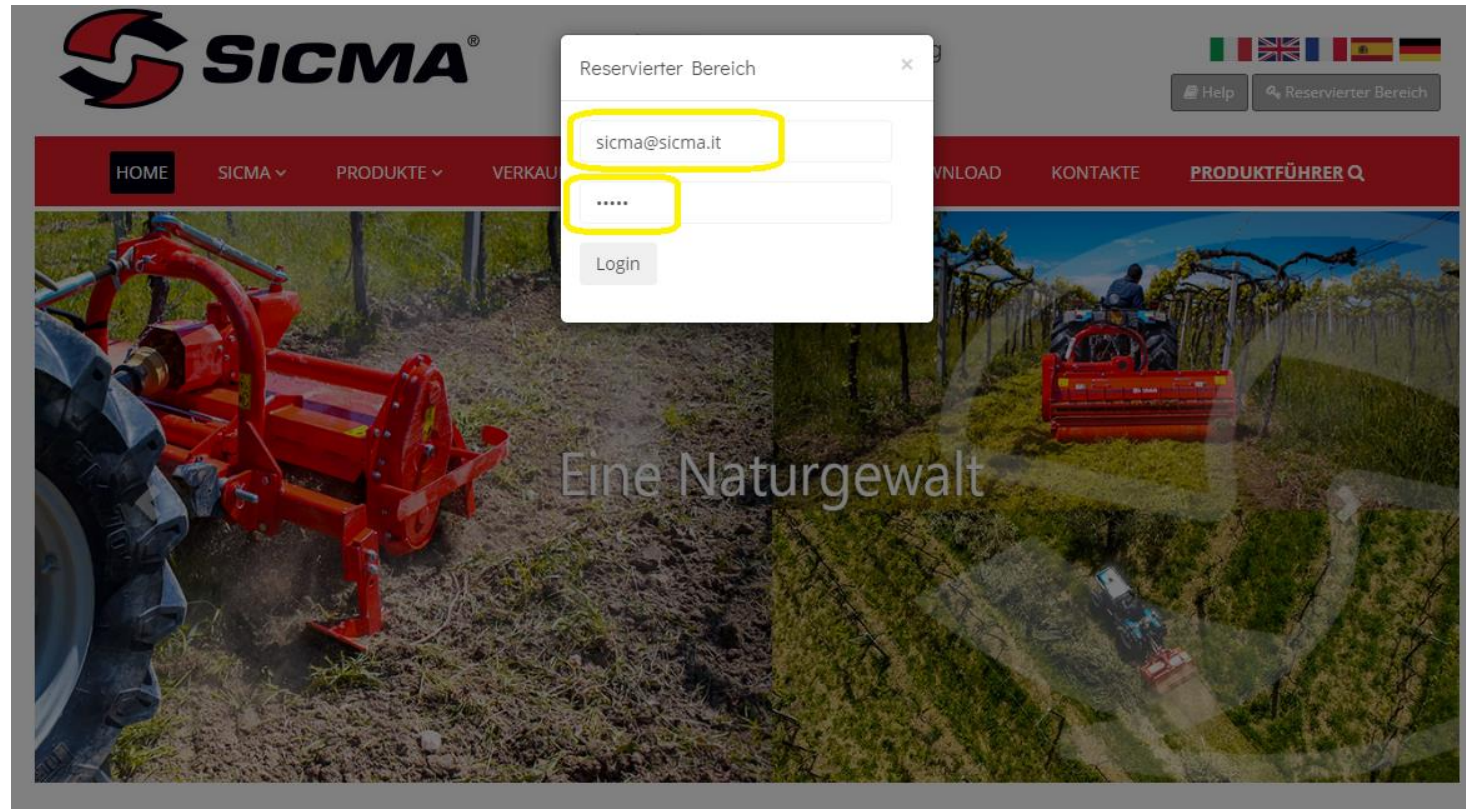 SICMA®
Reservierter Bereich ×
Help
Reservierter Bereich
sicma@sicma.it
•••••
Login
HOME SICMA PRODUKTE VERKAU WNLOAD KONTAKTE PRODUKTFÜHRER
Eine Naturgewalt